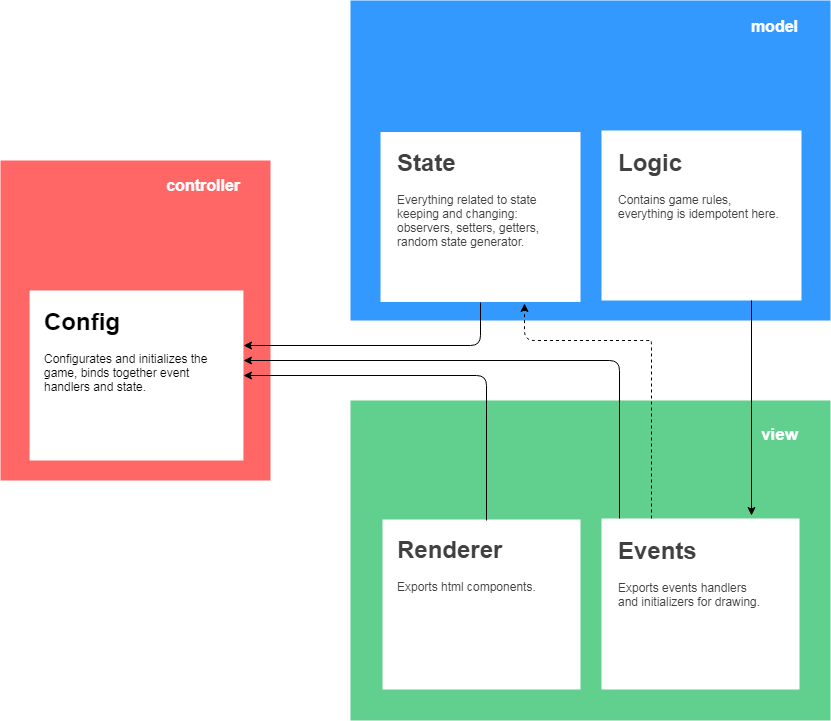 model
State
Everything related to state
keeping and changing:
observers, setters, getters,
random state generator.
Logic
Contains game rules,
everything is idempotent here.
controller
Config
Configurates and initializes the
game, binds together event
handlers and state.
view
Renderer
Exports html components.
Events
Exports events handlers
and initializers for drawing.